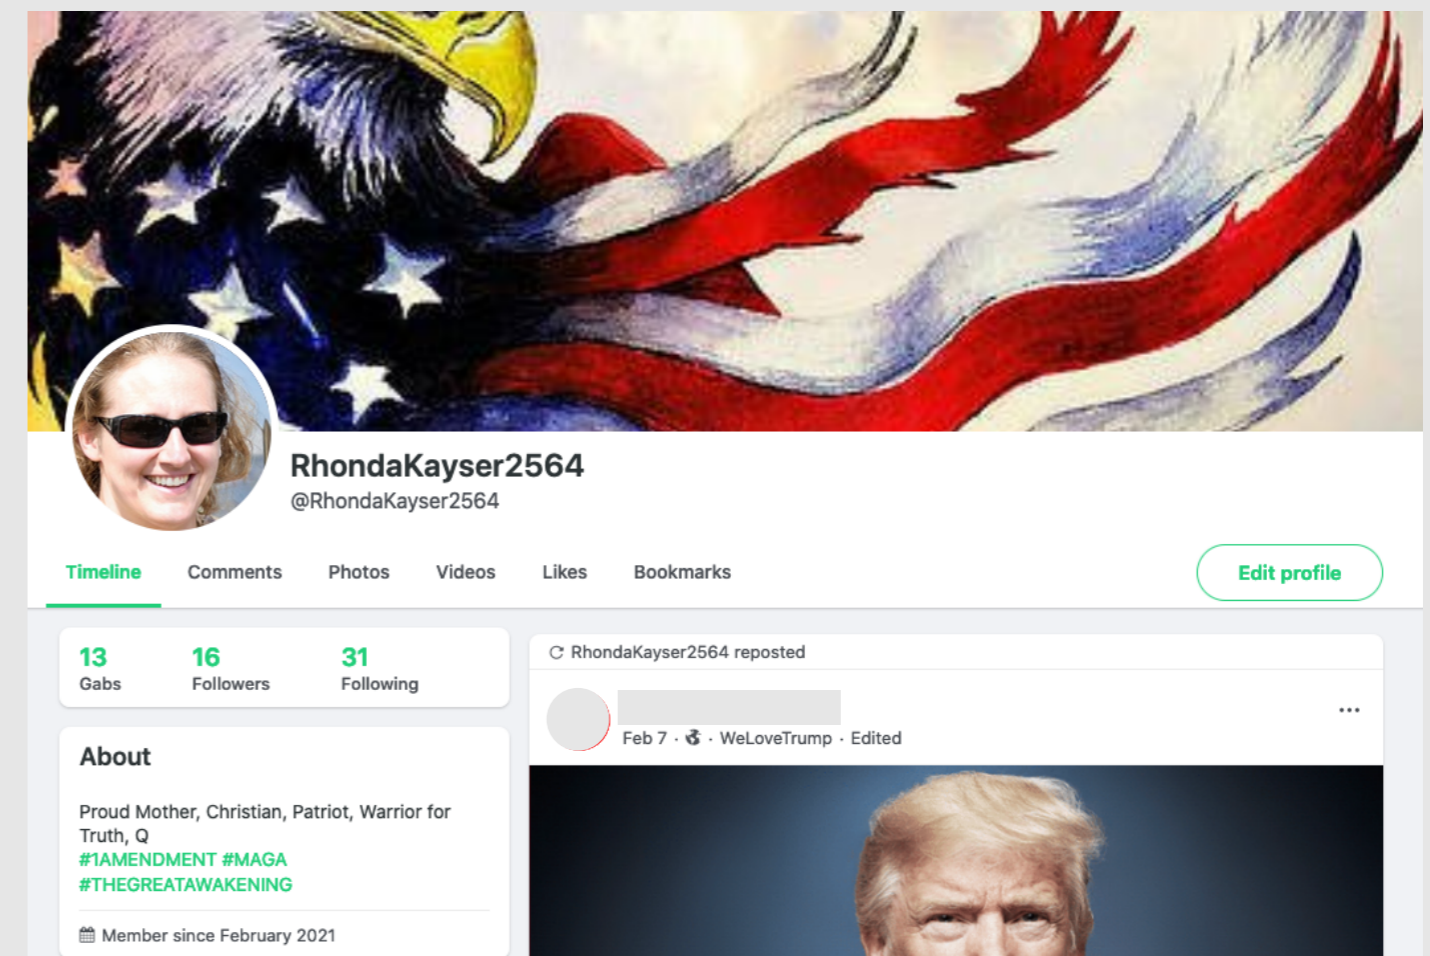 RhondaKayser2564
@RhondaKayser2564
Timeline Comments Photos Videos Likes Bookmarks Edit profile
13 16 31
Gabs Followers Following
About
Proud Mother, Christian, Patriot, Warrior for
Truth, Q
#1AMENDMENT #MAGA
#THEGREATAWAKENING
Member since February 2021
RhondaKayser2564 reposted
Feb 7 · · WeLoveTrump · Edited